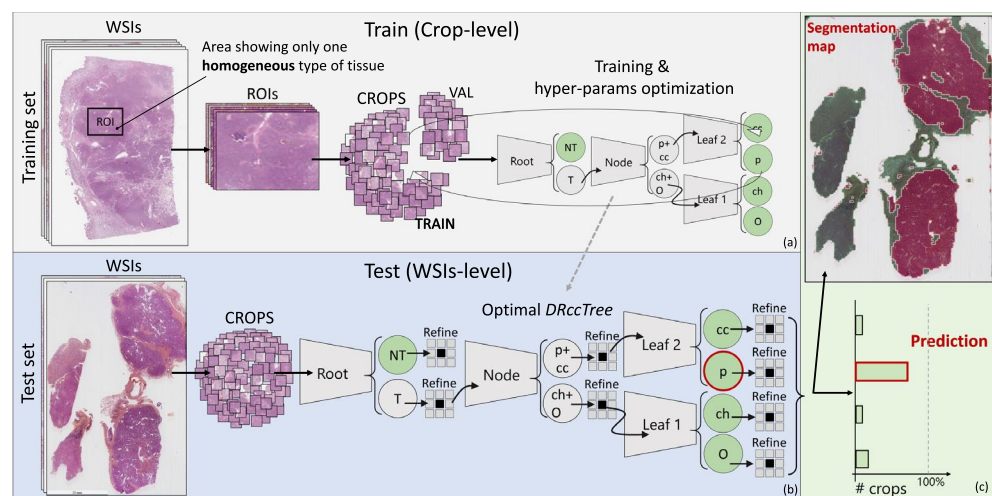 WSIs
Train (Crop-level)
Area showing only one
homogeneous type of tissue
Training set
ROI
ROIs
CROPS
VAL
TRAIN
Training &
hyper-params optimization
Root
NT
T
Node
p+
cc
ch+
O
Leaf 2
Leaf 1
cc
p
ch
O
(a)
WSIs
Test (WSIs-level)
Test set
CROPS
Optimal DRccTree
Root
NT
Refine
T
Refine
Node
p+
cc
Refine
ch+
O
Refine
Leaf 2
Leaf 1
cc
Refine
p
Refine
ch
Refine
O
Refine
(b)
Segmentation
map
Prediction
# crops
100%
(c)